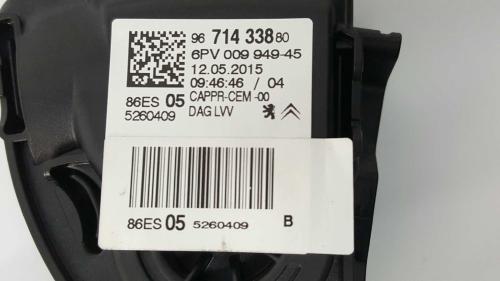 96 714 338 80
6PV 009 949-45
12.05.2015
09:46:46 / 04
86ES 05 CAPPR-CEM -00
5260409 DAG LVV
86ES 05 5260409 B